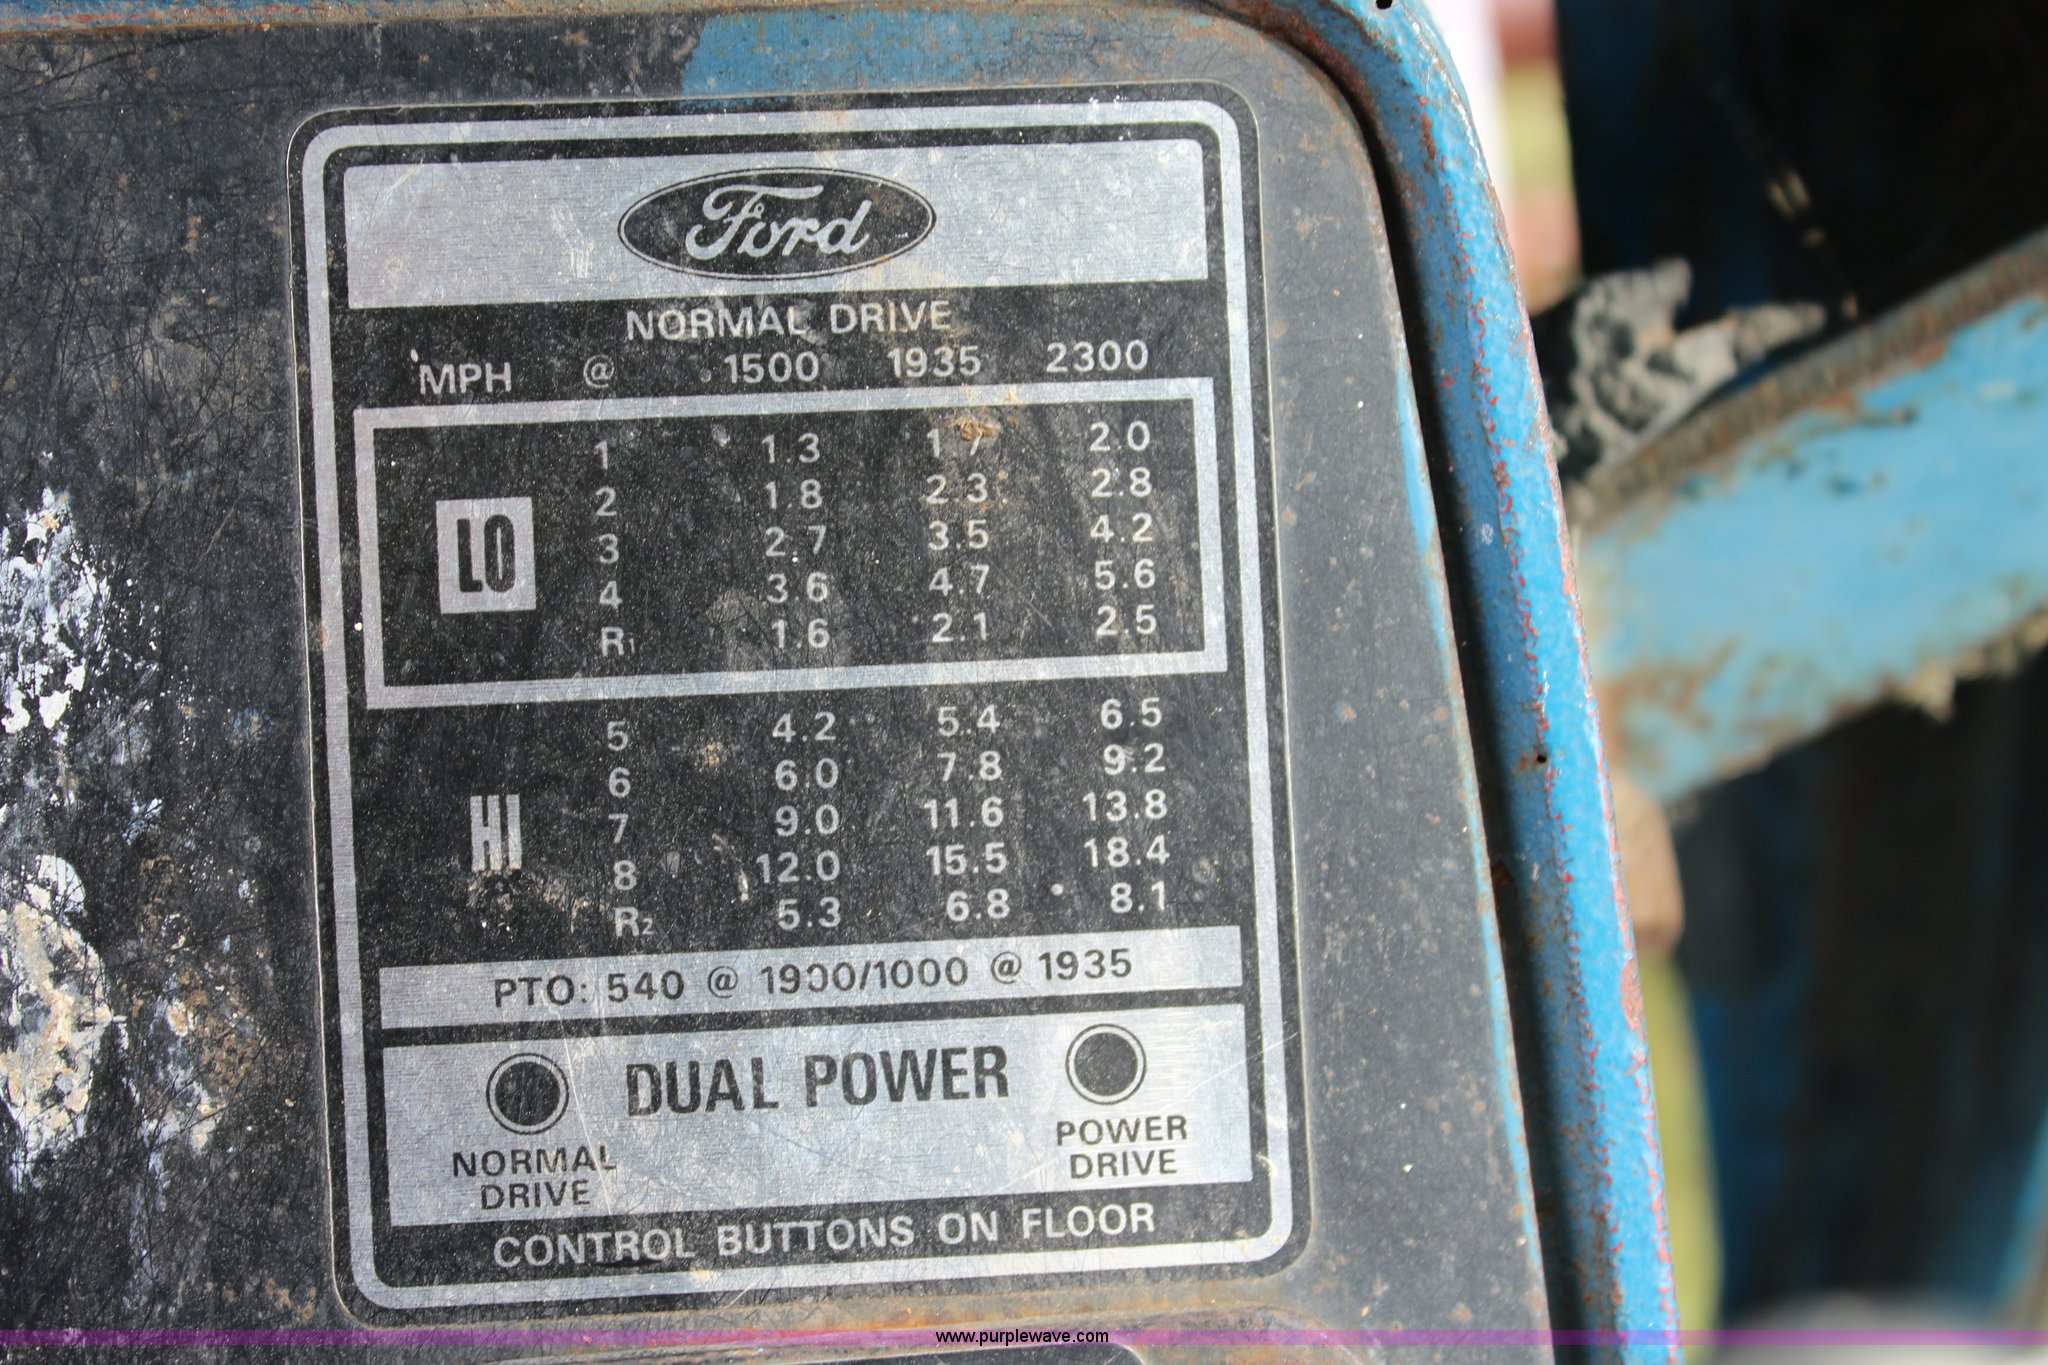 Ford
NORMAL DRIVE
MPH @ 1500 1935 2300
1 1.3 1.7 2.0
2 1.8 2.3 2.8
LO 3 2.7 3.5 4.2
4 3.6 4.7 5.6
R1 1.6 2.1 2.5
5 4.2 5.4 6.5
6 6.0 7.8 9.2
HI 7 9.0 11.6 13.8
8 12.0 15.5 18.4
R2 5.3 6.8 8.1
PTO: 540 @ 1900/1000 @ 1935
DUAL POWER
NORMAL DRIVE
POWER DRIVE
CONTROL BUTTONS ON FLOOR
www.purplewave.com